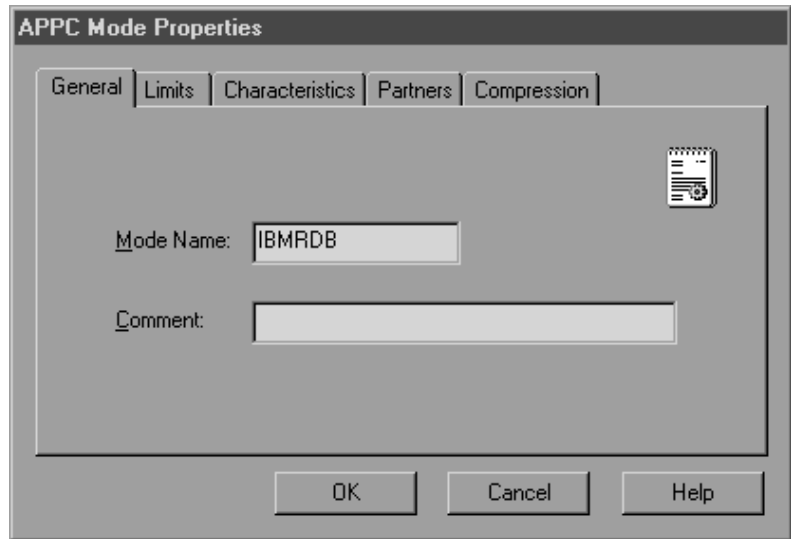 APPC Mode Properties
General Limits Characteristics Partners Compression
Mode Name: IBMRDB
Comment:
OK Cancel Help